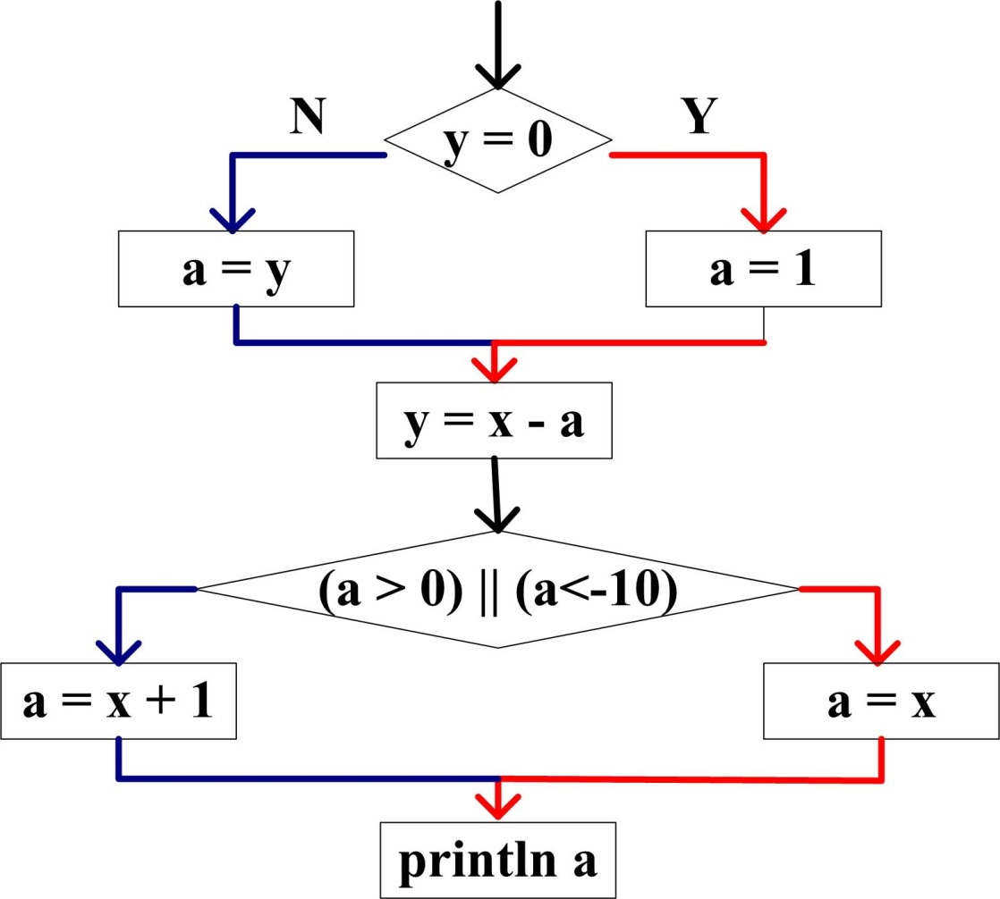 N
Y
y = 0
a = y
a = 1
y = x - a
(a > 0) || (a<-10)
a = x + 1
a = x
println a